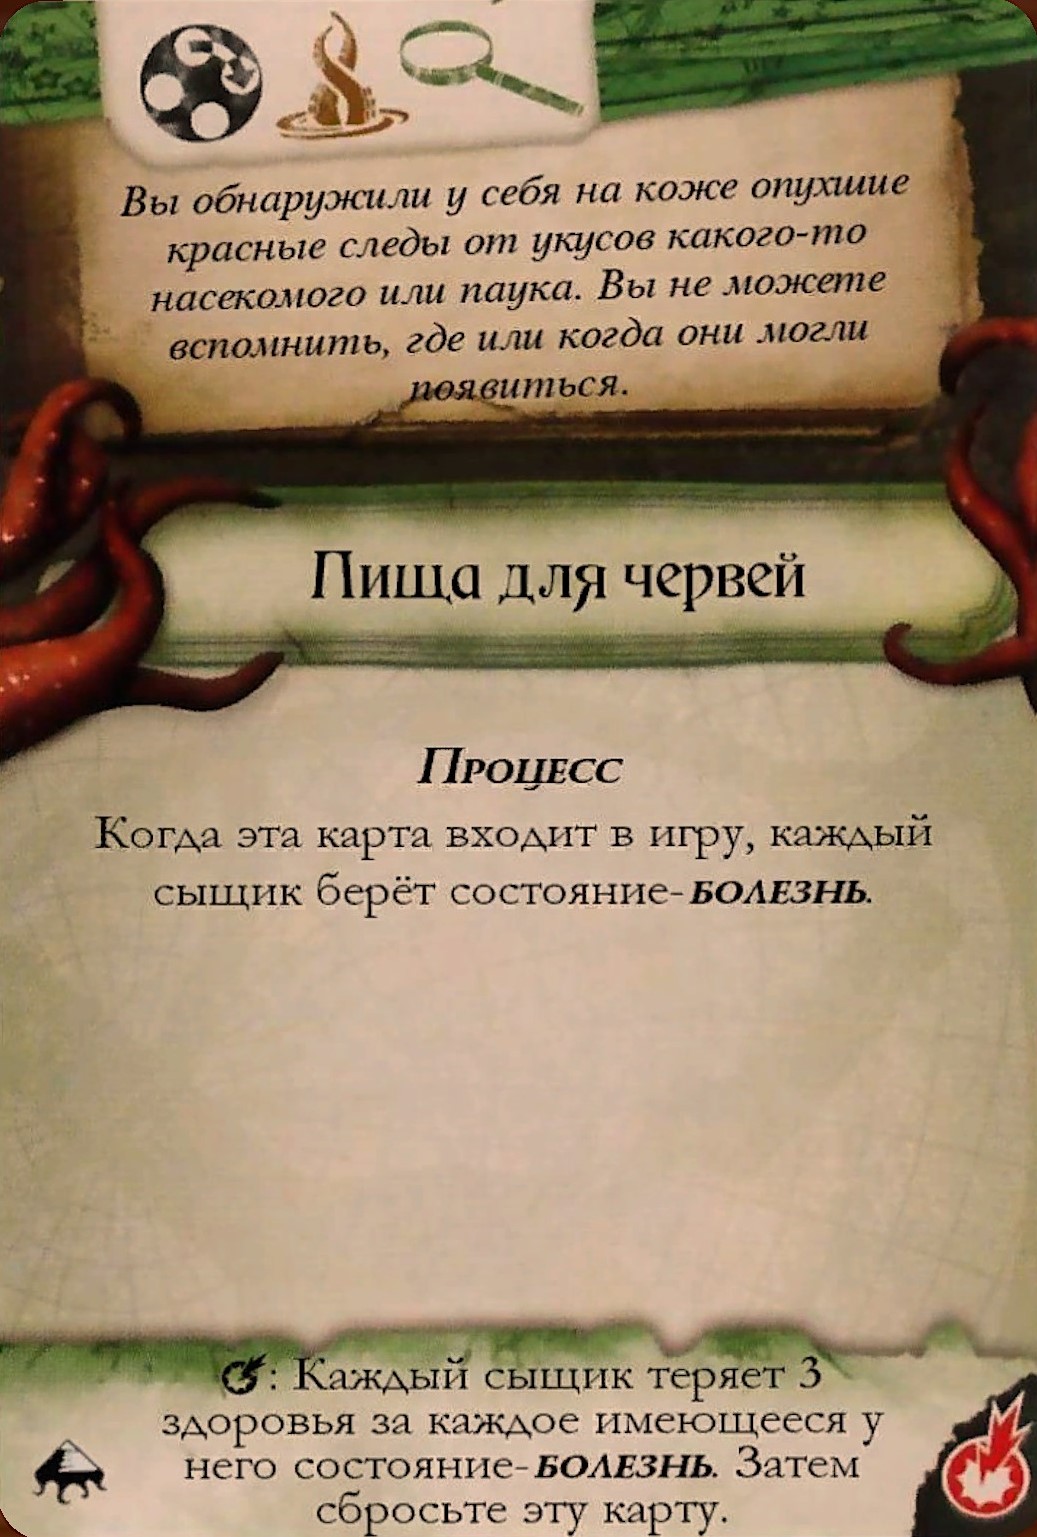 Вы обнаружили у себя на коже опухшие
красные следы от укусов какого-то
насекомого или паука. Вы не можете
вспомнить, где или когда они могли
появиться.
Пища для червей
Процесс
Когда эта карта входит в игру, каждый
сыщик берёт состояние-БОЛЕЗНЬ.
: Каждый сыщик теряет 3
здоровья за каждое имеющееся у
него состояние-БОЛЕЗНЬ. Затем
сбросьте эту карту.